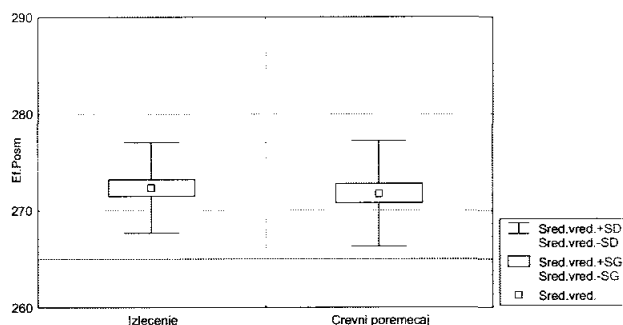 290
280
270
260
Ef.Posm
Izlecenje
Crevni poremecaj
Sred.vred.+SD
Sred.vred.-SD
Sred.vred.+SG
Sred.vred.-SG
Sred.vred.